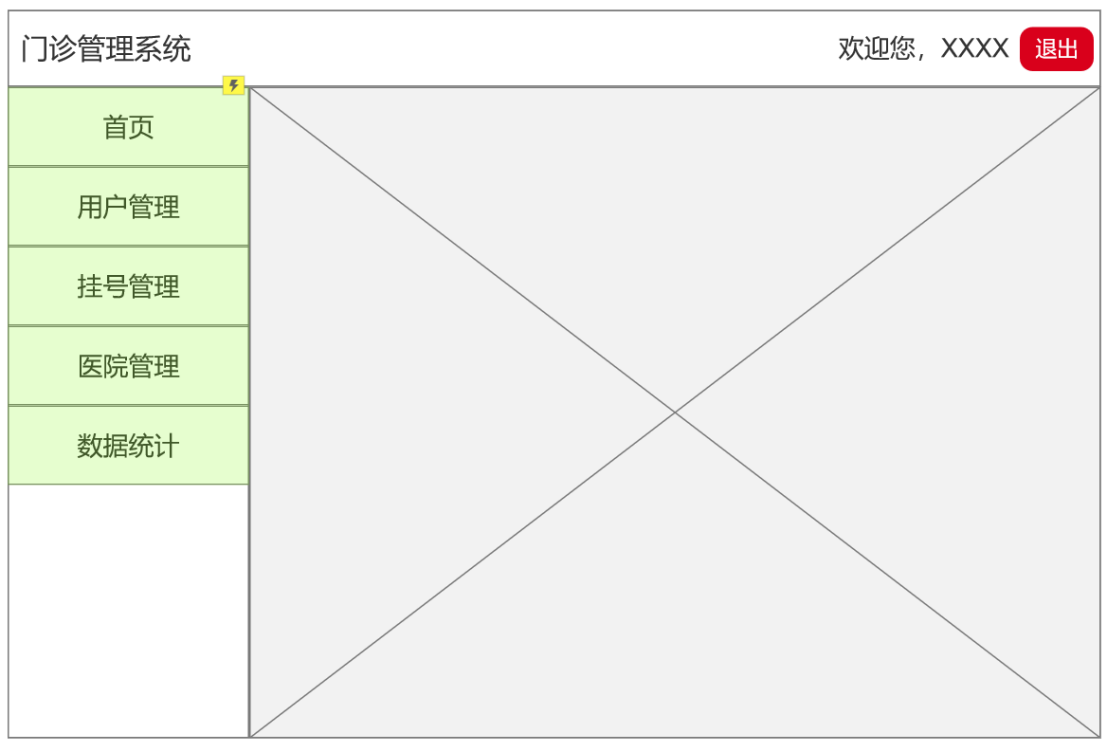 门诊管理系统
欢迎您，XXXX 退出
首页
用户管理
挂号管理
医院管理
数据统计